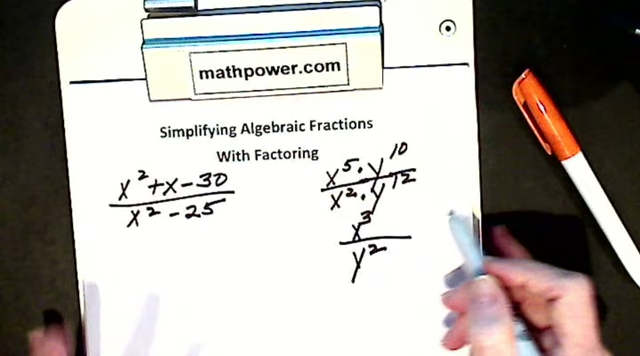 mathpower.com
Simplifying Algebraic Fractions
With Factoring
x²+x-30
x²-25
x⁵·y¹⁰
x²·y¹²
x³
y²